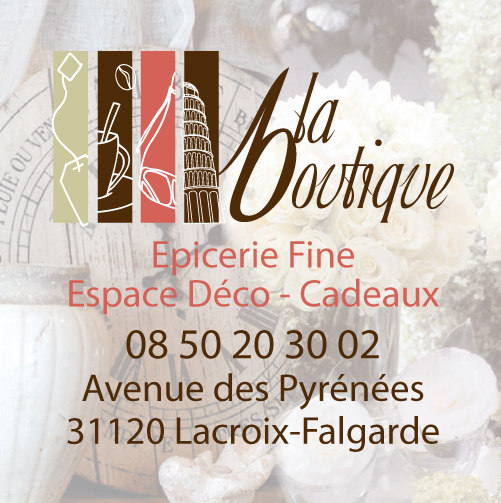 la
boutique
Epicerie Fine
Espace Déco - Cadeaux
08 50 20 30 02
Avenue des Pyrénées
31120 Lacroix-Falgarde